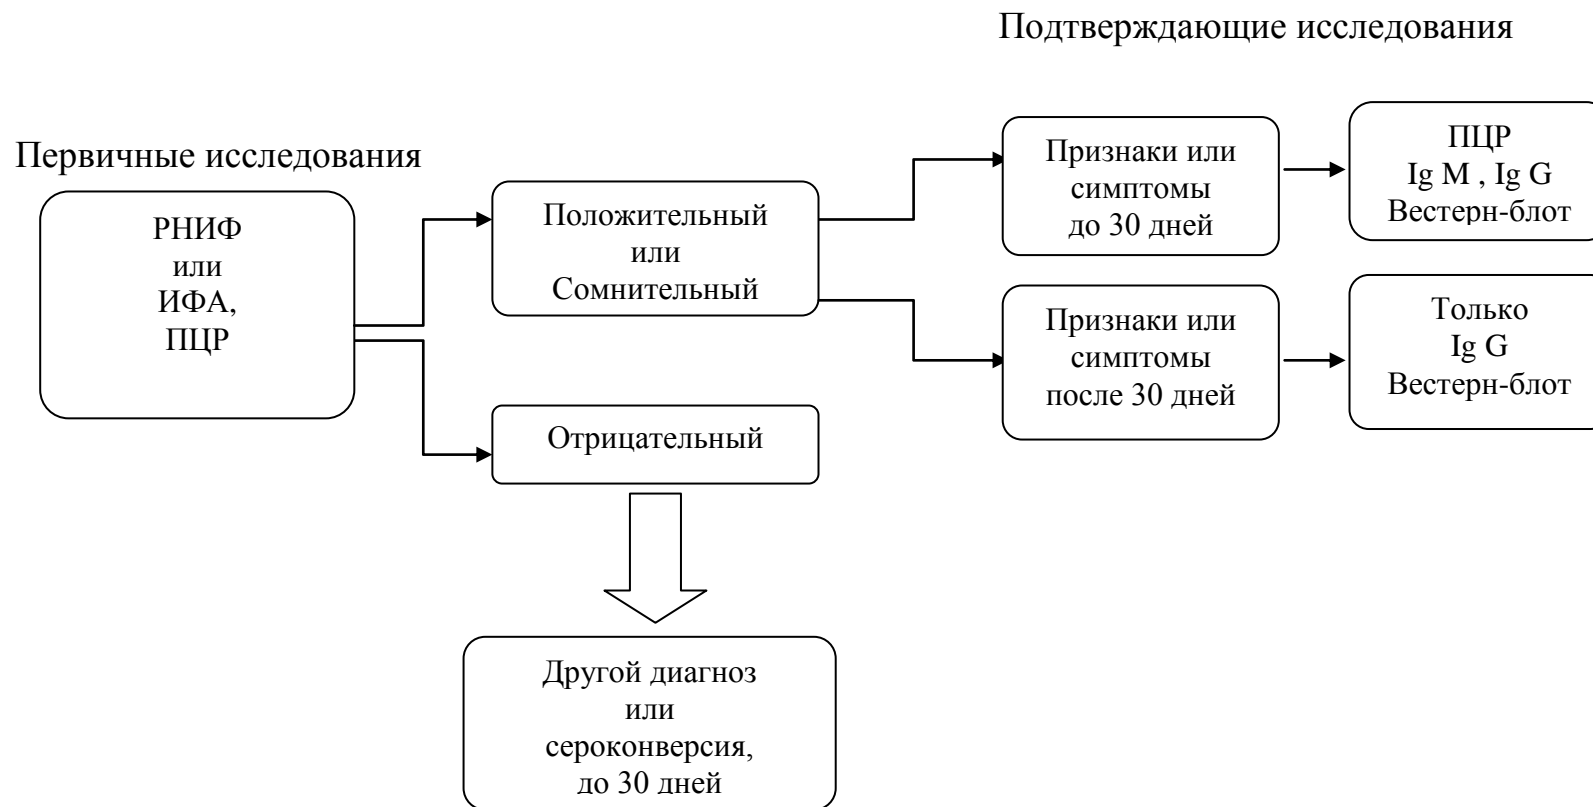 Подтверждающие исследования
Первичные исследования
РНИФ
или
ИФА,
ПЦР
Положительный
или
Сомнительный
Отрицательный
Другой диагноз
или
сероконверсия,
до 30 дней
Признаки или
симптомы
до 30 дней
ПЦР
Ig M , Ig G
Вестерн-блот
Признаки или
симптомы
после 30 дней
Только
Ig G
Вестерн-блот